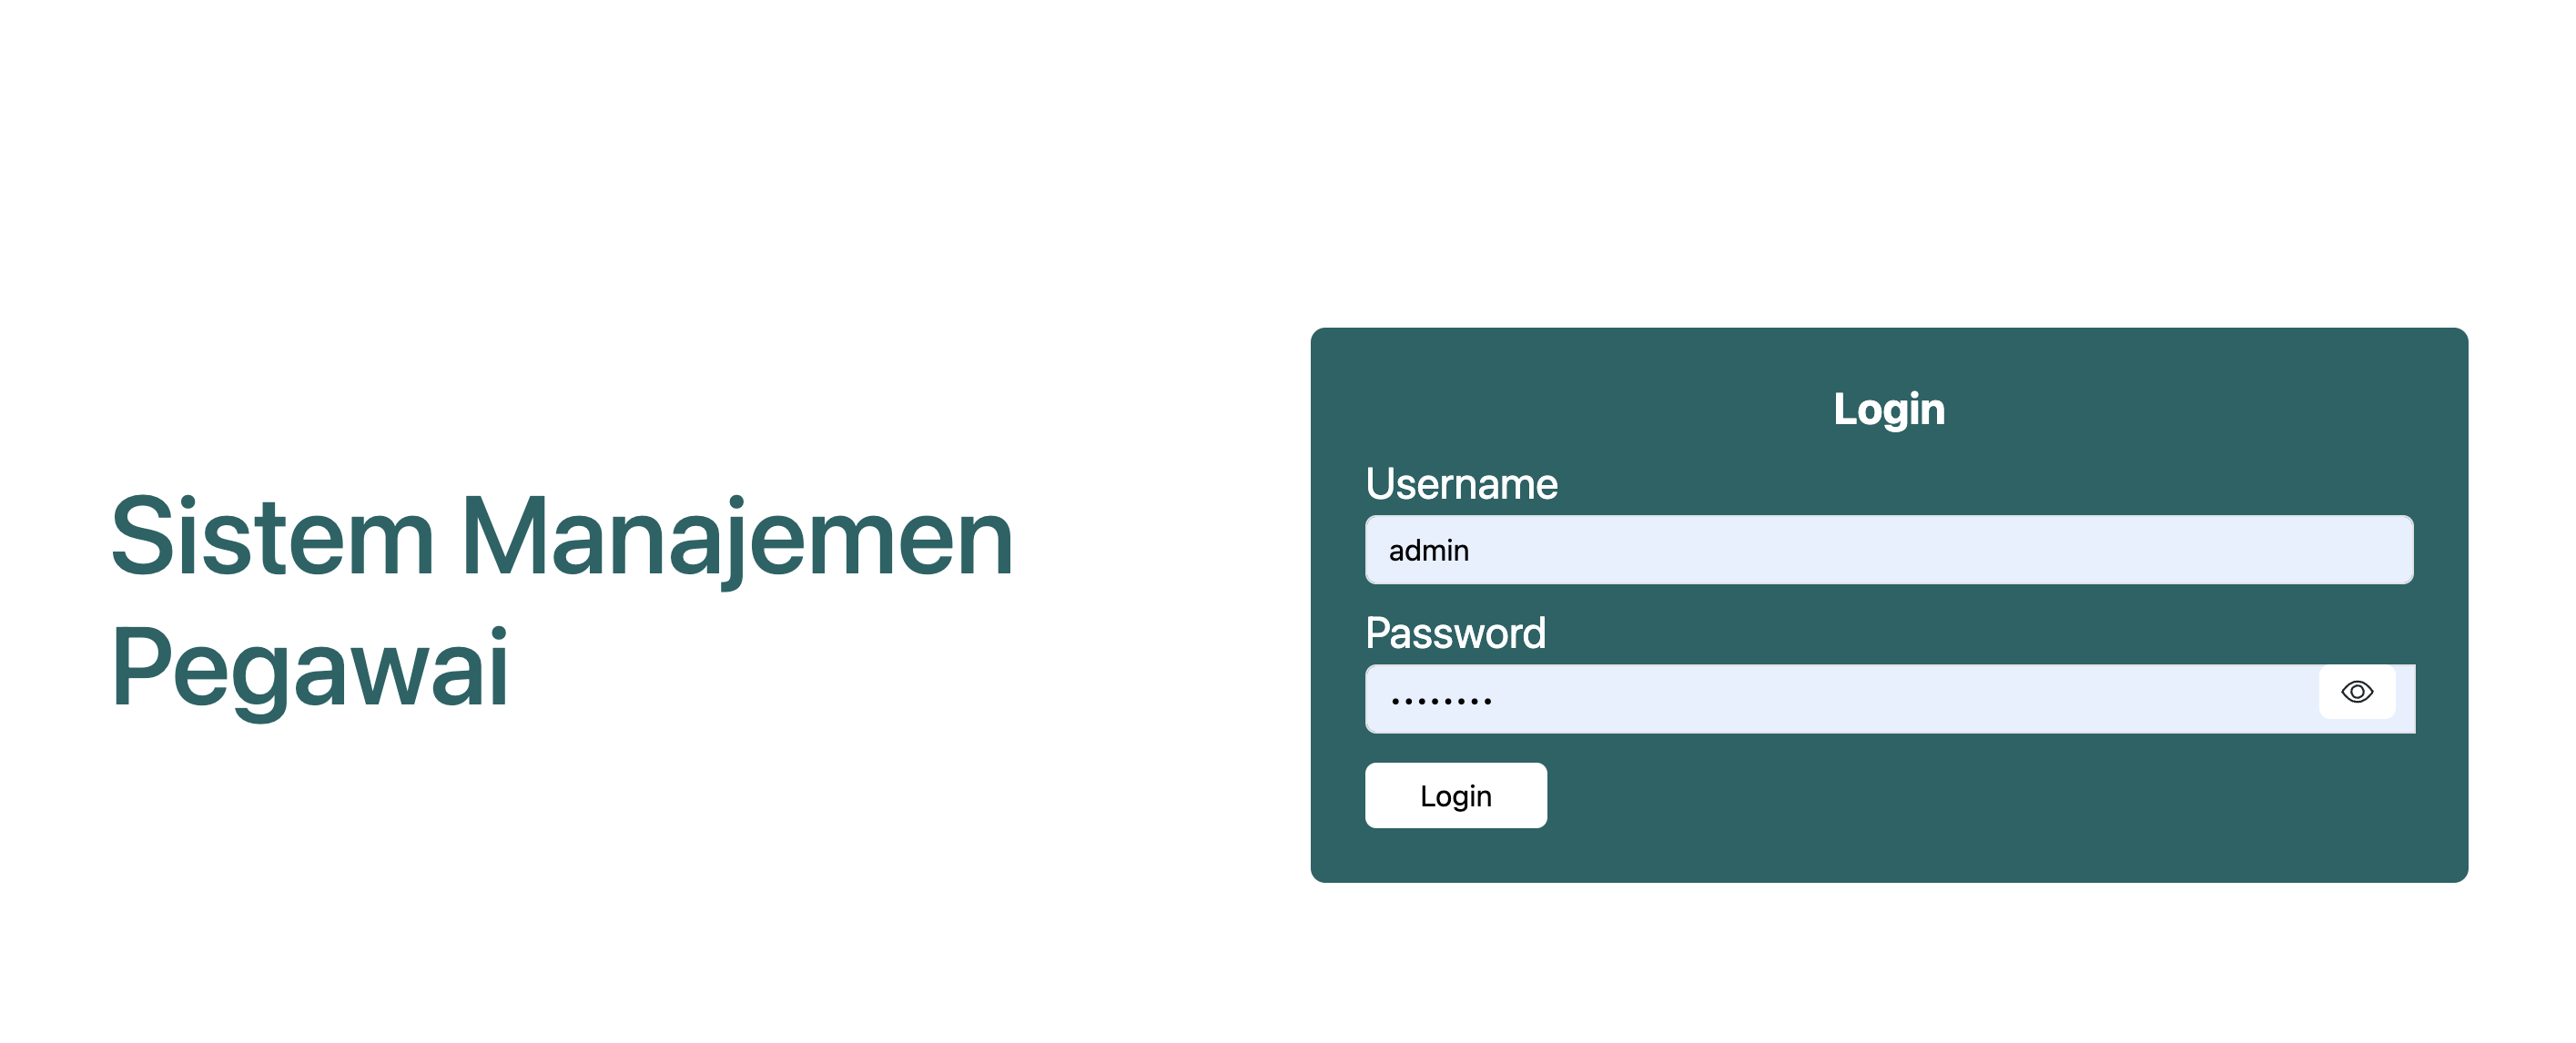 Sistem Manajemen
Pegawai
Login
Username
admin
Password
••••••••
Login